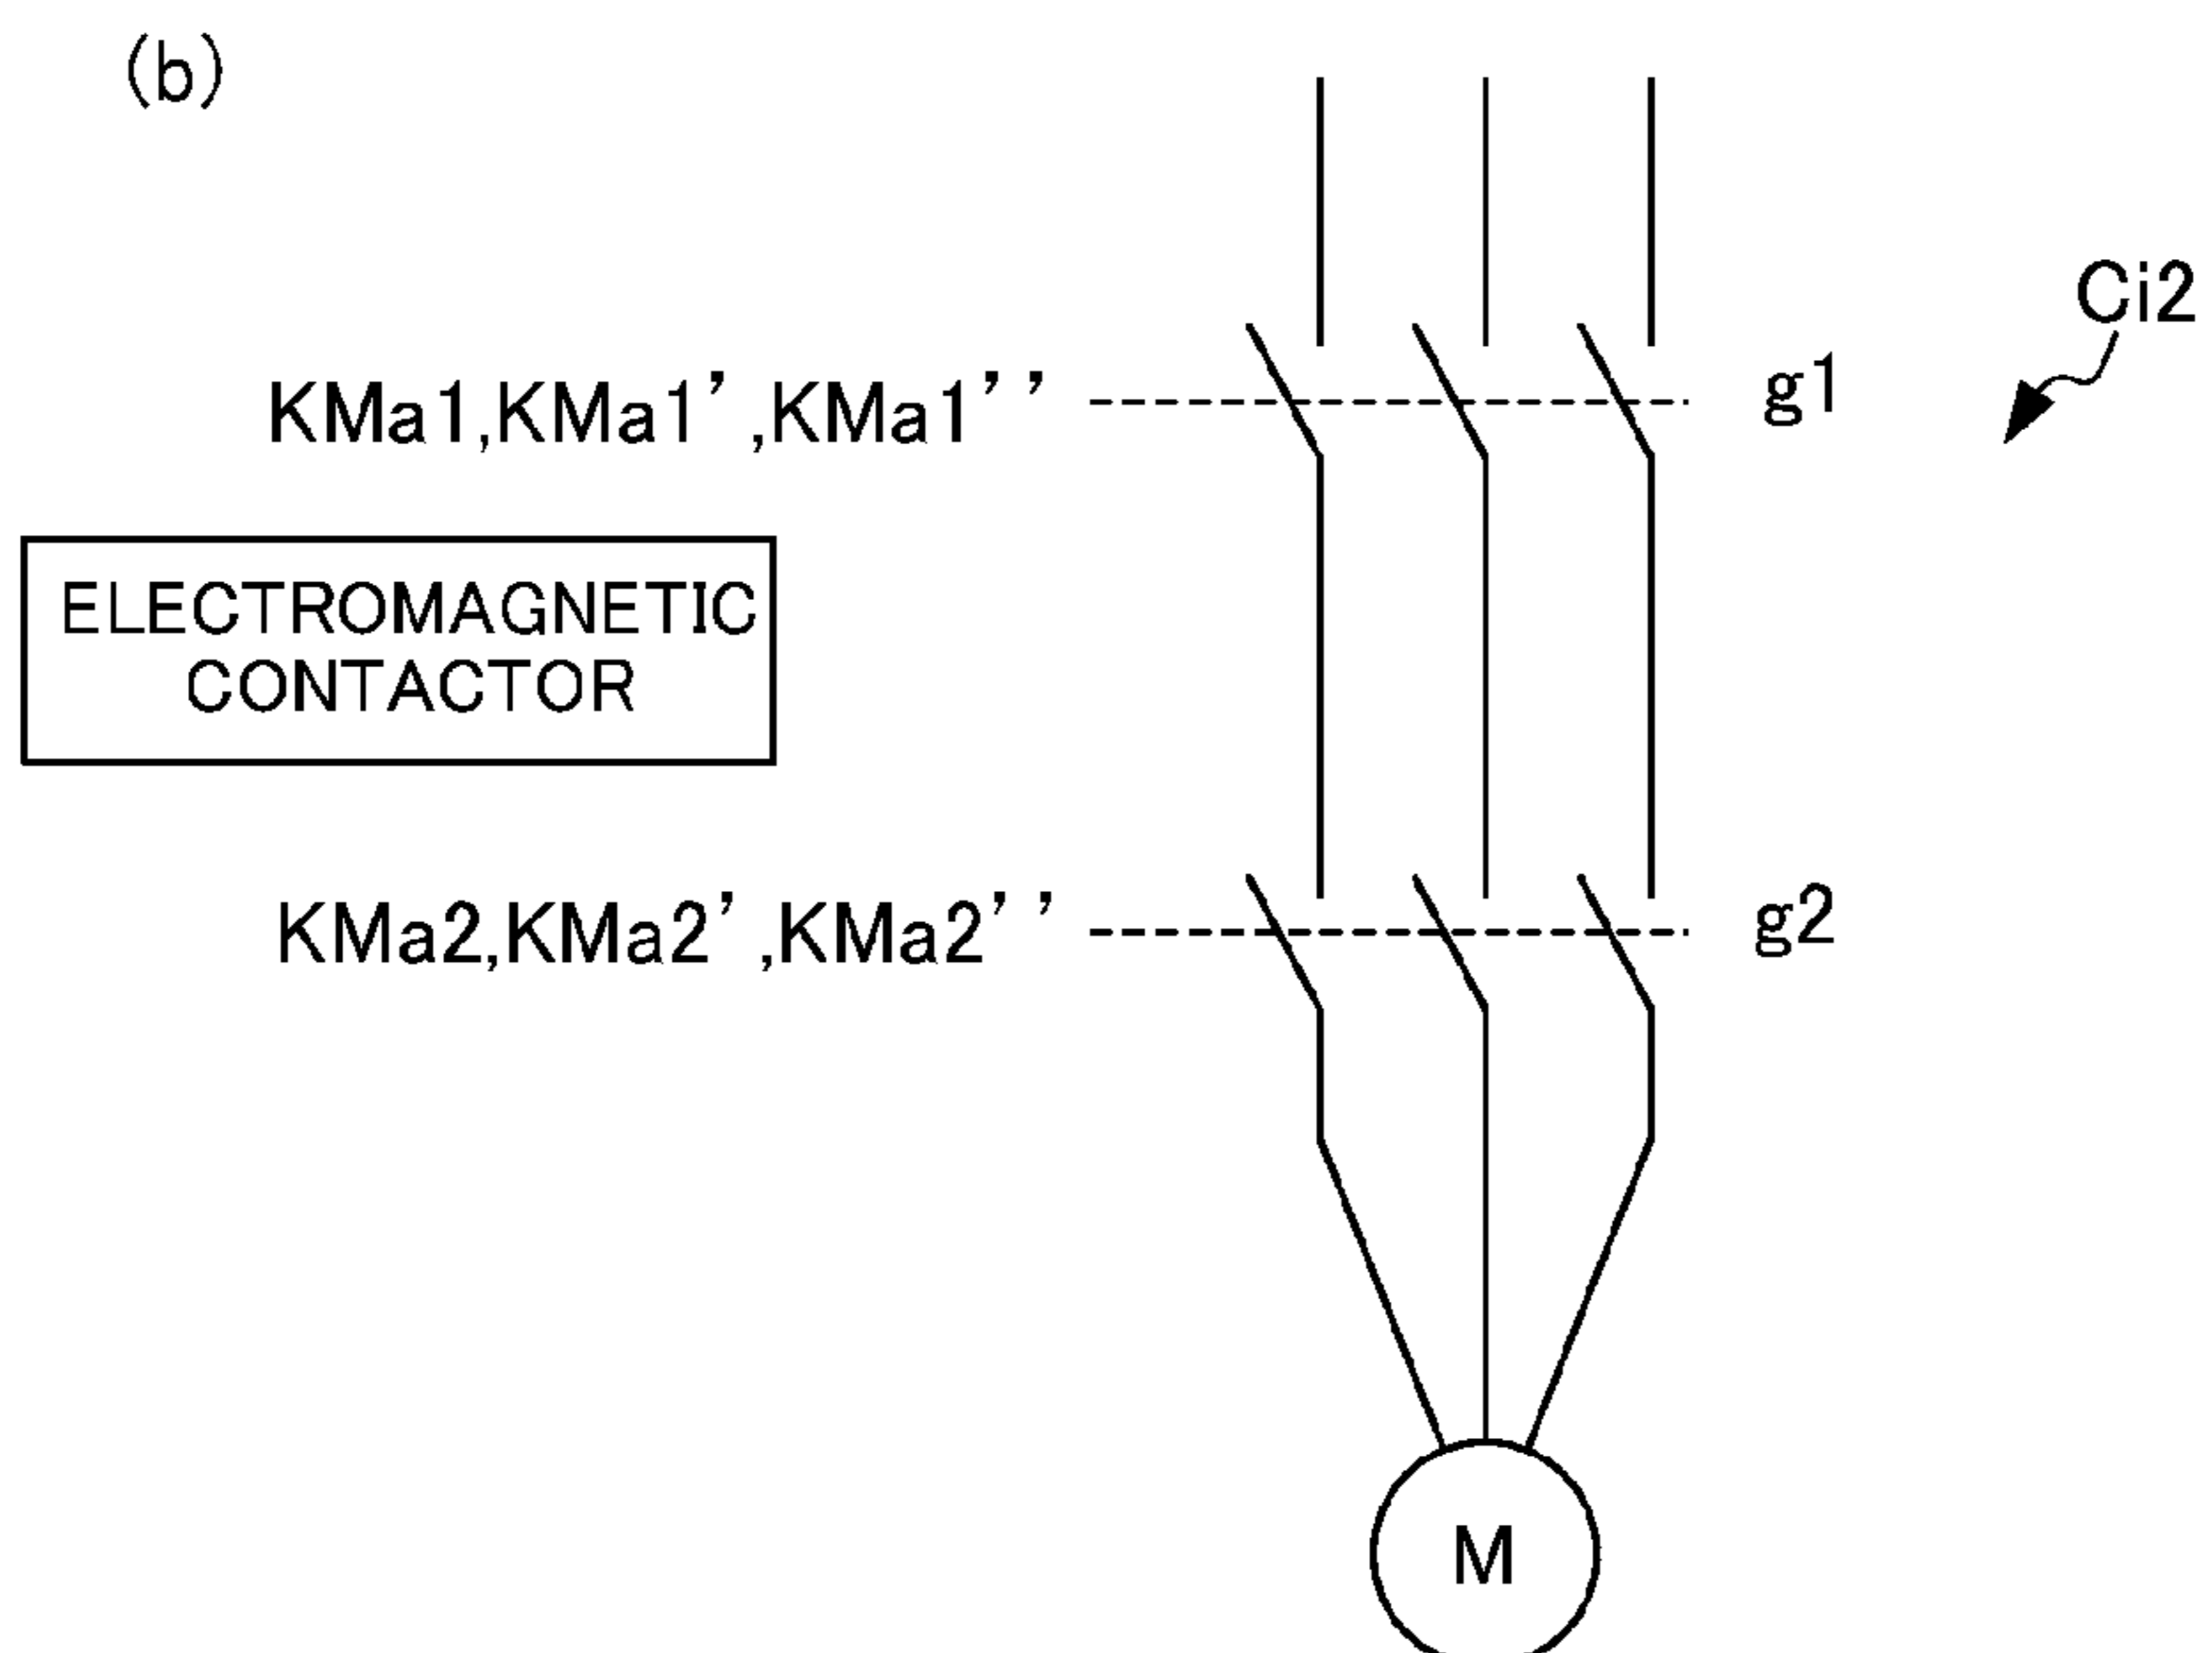 (b)
Ci2
KMa1,KMa1’,KMa1’’
g1
ELECTROMAGNETIC
CONTACTOR
KMa2,KMa2’,KMa2’’
g2
M